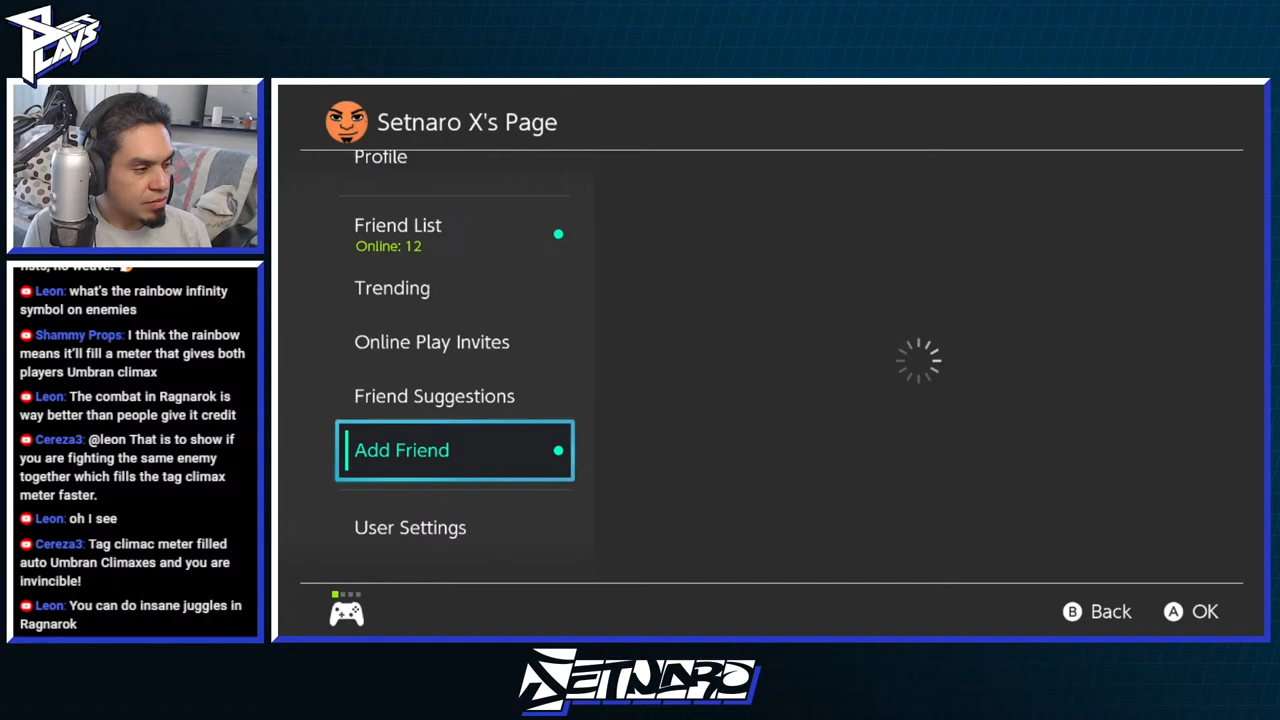 SET
PLAYS
Setnaro X's Page
Profile
Friend List
Online: 12
Trending
Online Play Invites
Friend Suggestions
Add Friend
User Settings
B Back
A OK
fists, no weave.
Leon: what's the rainbow infinity
symbol on enemies
Shammy Props: I think the rainbow
means it'll fill a meter that gives both
players Umbran climax
Leon: The combat in Ragnarok is
way better than people give it credit
Cereza3: @leon That is to show if
you are fighting the same enemy
together which fills the tag climax
meter faster.
Leon: oh I see
Cereza3: Tag climac meter filled
auto Umbran Climaxes and you are
invincible!
Leon: You can do insane juggles in
Ragnarok
SETNARO